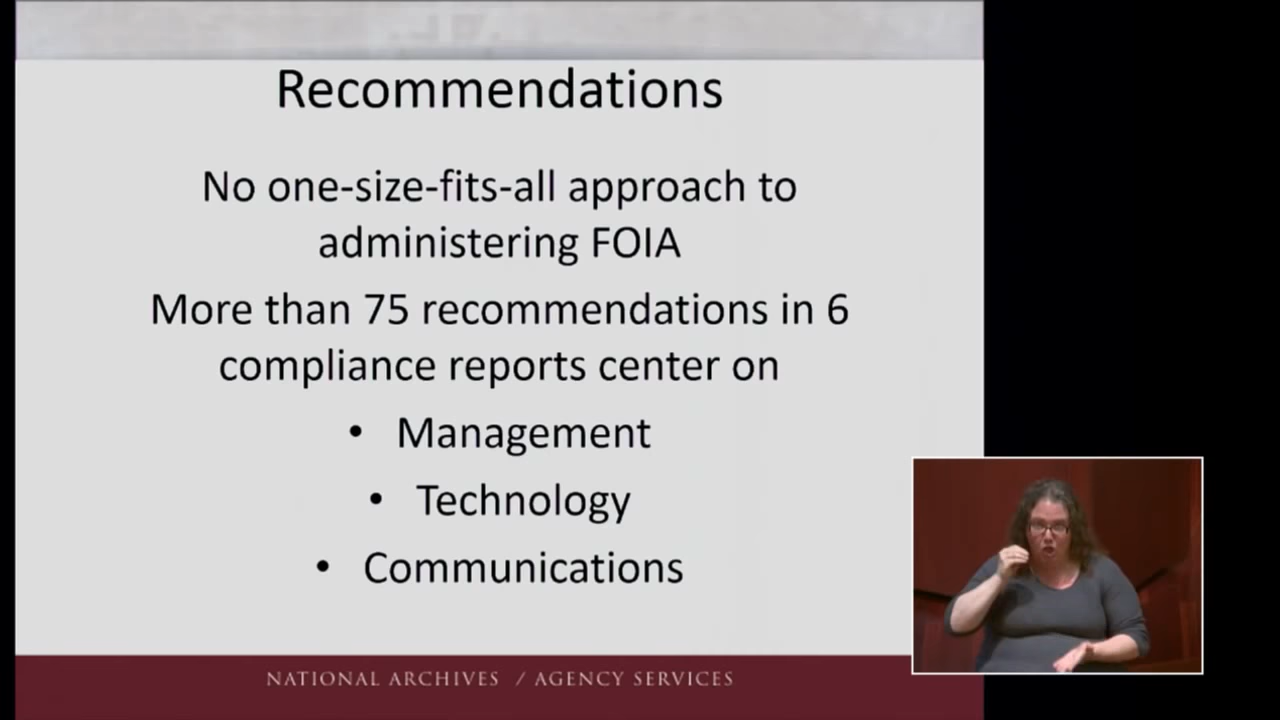 Recommendations
No one-size-fits-all approach to
administering FOIA
More than 75 recommendations in 6
compliance reports center on
• Management
• Technology
• Communications
NATIONAL ARCHIVES / AGENCY SERVICES